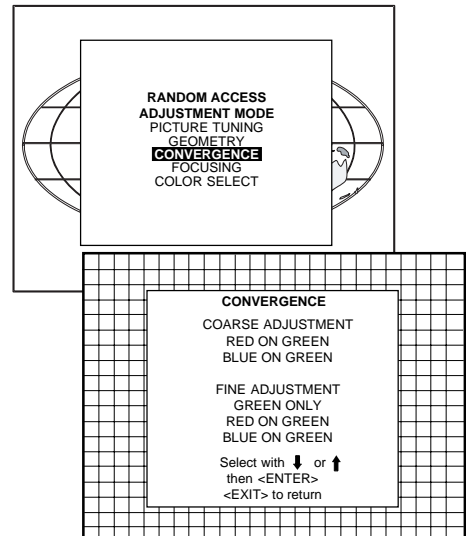 RANDOM ACCESS
ADJUSTMENT MODE
PICTURE TUNING
GEOMETRY
CONVERGENCE
FOCUSING
COLOR SELECT
CONVERGENCE
COARSE ADJUSTMENT
RED ON GREEN
BLUE ON GREEN
FINE ADJUSTMENT
GREEN ONLY
RED ON GREEN
BLUE ON GREEN
Select with ⬇ or ⬆
then <ENTER>
<EXIT> to return